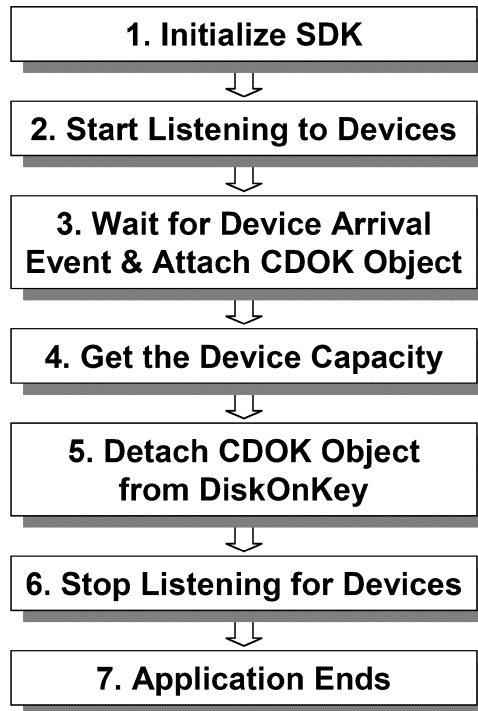 1. Initialize SDK
2. Start Listening to Devices
3. Wait for Device Arrival
Event & Attach CDOK Object
4. Get the Device Capacity
5. Detach CDOK Object
from DiskOnKey
6. Stop Listening for Devices
7. Application Ends